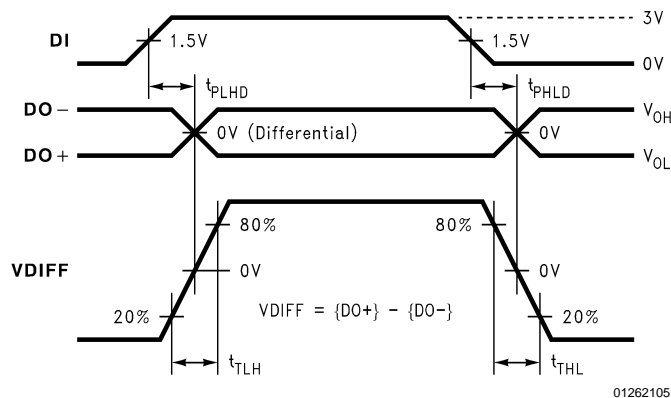 3V
DI
1.5V
1.5V
0V
tPLHD
tPHLD
DO−
VOH
0V (Differential)
0V
DO+
VOL
80%
80%
VDIFF
0V
0V
20%
VDIFF = {DO+} - {DO-}
20%
tTLH
tTHL
01262105